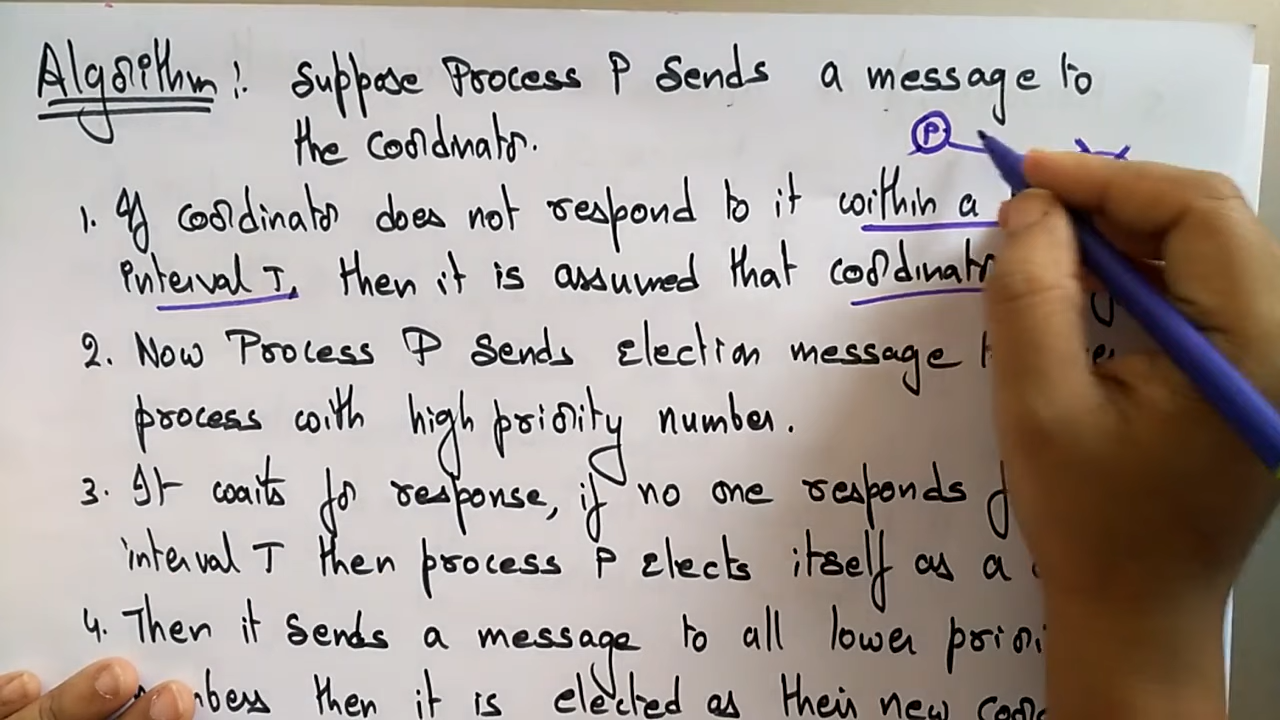 Algorithm :- Suppose Process P Sends a message to
the coordinator.
P
1. If coordinator does not respond to it within a
interval T, then it is assumed that coordinator
2. Now Process P Sends Election message
process with high priority number.
3. It waits for response, if no one responds
interval T then process P Elects itself as a
4. Then it sends a message to all lower
then it is elected as their new